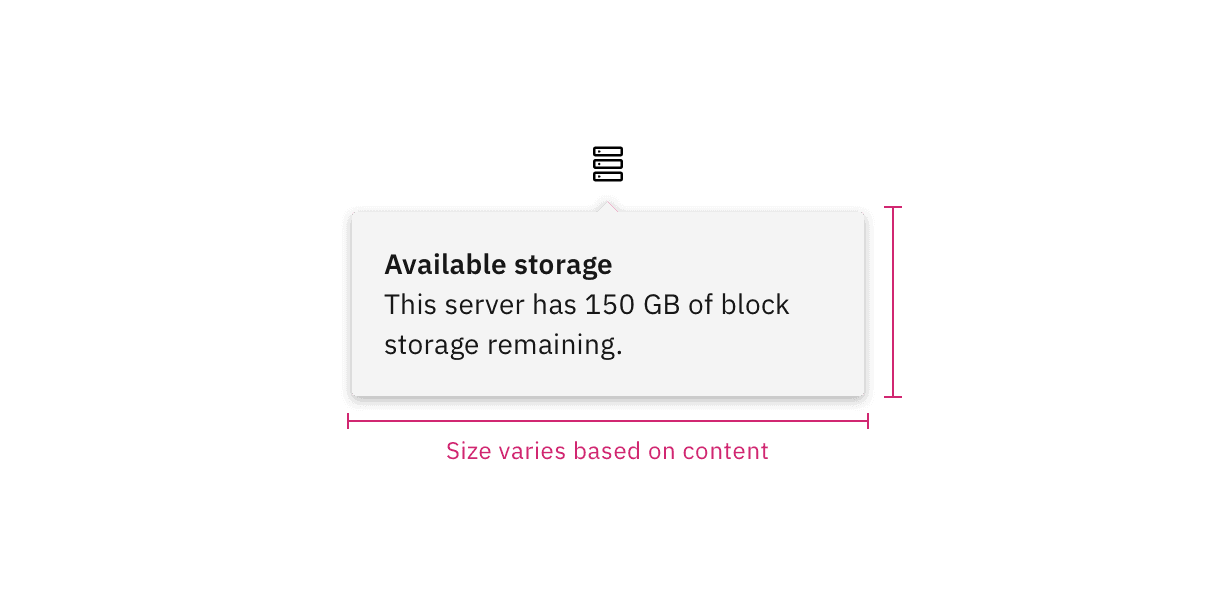 Available storage
This server has 150 GB of block
storage remaining.
Size varies based on content